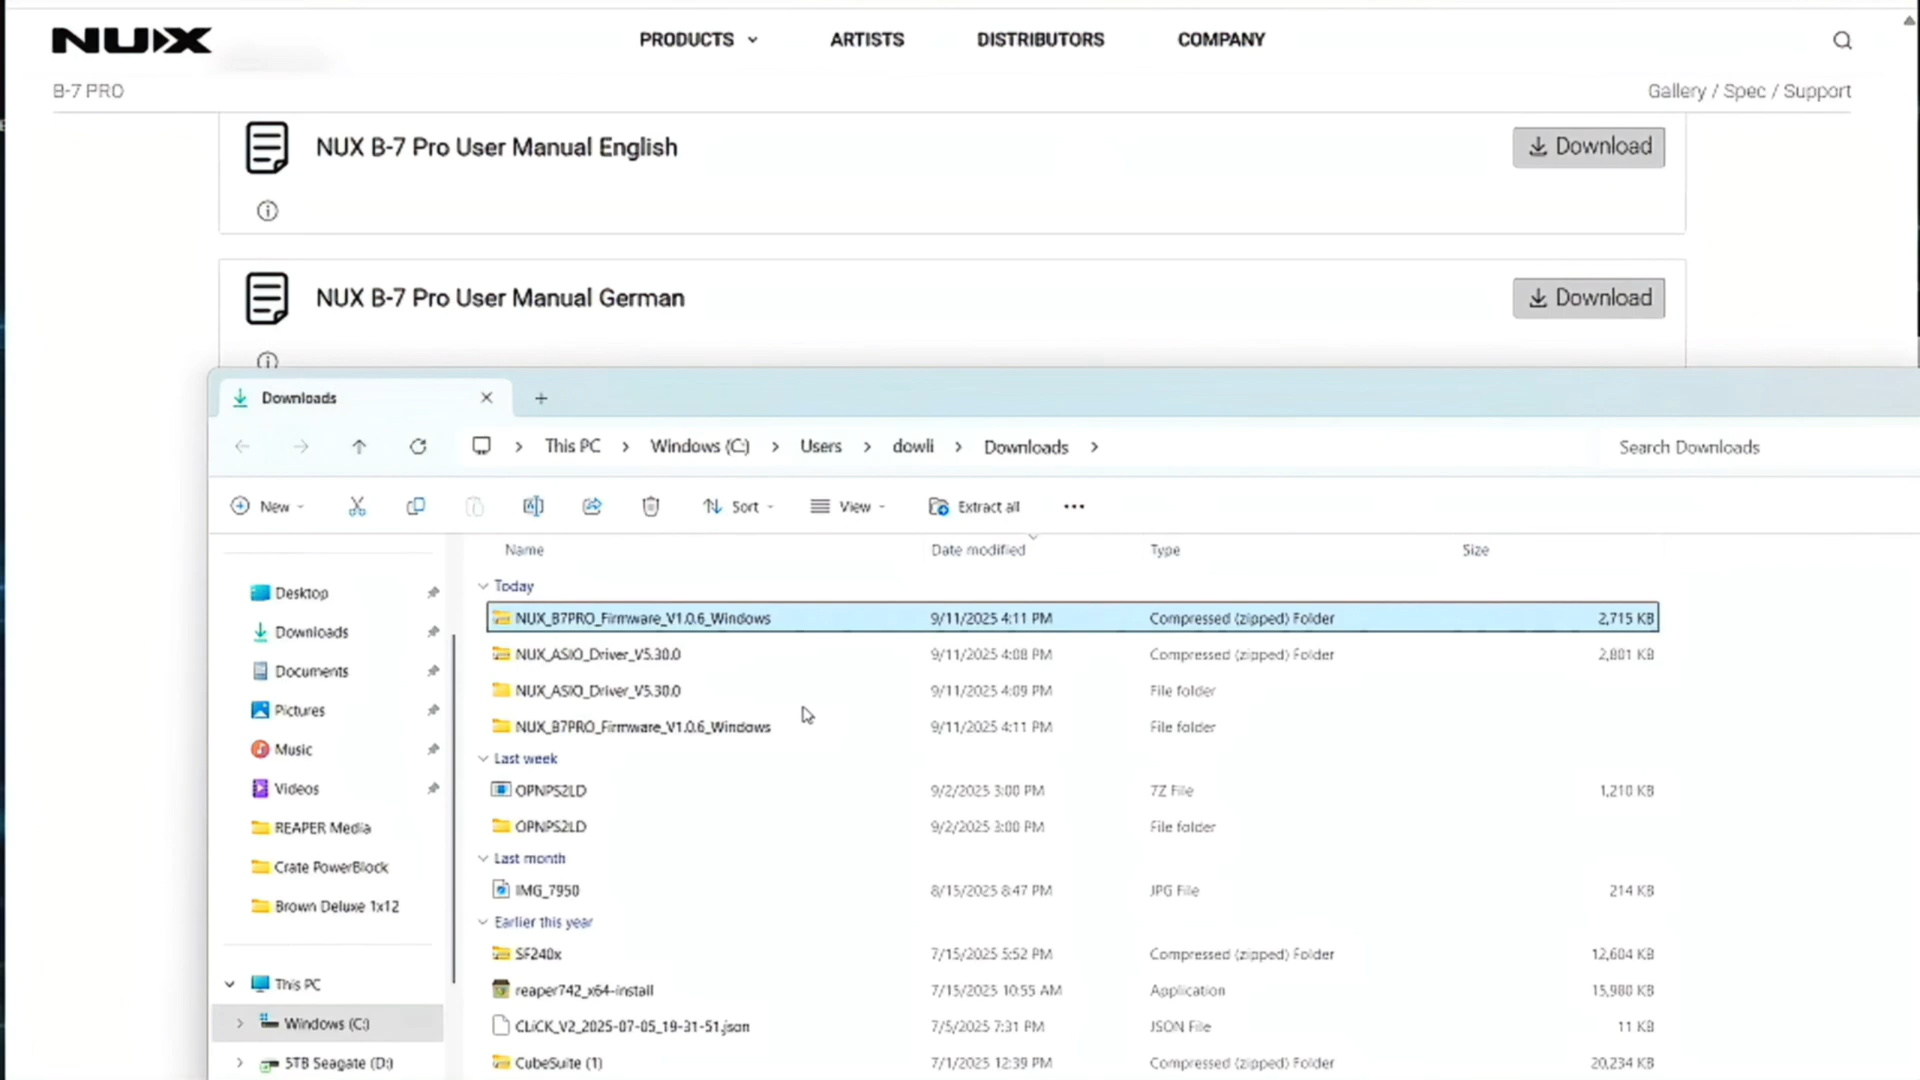 NUX PRODUCTS ARTISTS DISTRIBUTORS COMPANY
B-7 PRO Gallery / Spec / Support
NUX B-7 Pro User Manual English Download
NUX B-7 Pro User Manual German Download
Downloads
This PC > Windows (C:) > Users > dowli > Downloads > Search Downloads
New Sort View Extract all ...
Name Date modified Type Size
Desktop
Downloads
Documents
Pictures
Music
Videos
REAPER Media
Crate PowerBlock
Brown Deluxe 1x12
This PC
Windows (C:)
5TB Seagate (D:)
Today
NUX_B7PRO_Firmware_V1.0.6_Windows 9/11/2025 4:11 PM Compressed (zipped) Folder 2,715 KB
NUX_ASIO_Driver_V5.30.0 9/11/2025 4:08 PM Compressed (zipped) Folder 2,801 KB
NUX_ASIO_Driver_V5.30.0 9/11/2025 4:09 PM File folder
NUX_B7PRO_Firmware_V1.0.6_Windows 9/11/2025 4:11 PM File folder
Last week
OPNPS2LD 9/2/2025 3:00 PM 7Z File 1,210 KB
OPNPS2LD 9/2/2025 3:00 PM File folder
Last month
IMG_7950 8/15/2025 8:47 PM JPG File 214 KB
Earlier this year
SF240x 7/15/2025 5:52 PM Compressed (zipped) Folder 12,604 KB
reaper742_x64-install 7/15/2025 10:55 AM Application 15,980 KB
CLiCK_V2_2025-07-05_19-31-51.json 7/5/2025 7:31 PM JSON File 11 KB
CubeSuite (1) 7/1/2025 12:39 PM Compressed (zipped) Folder 20,234 KB